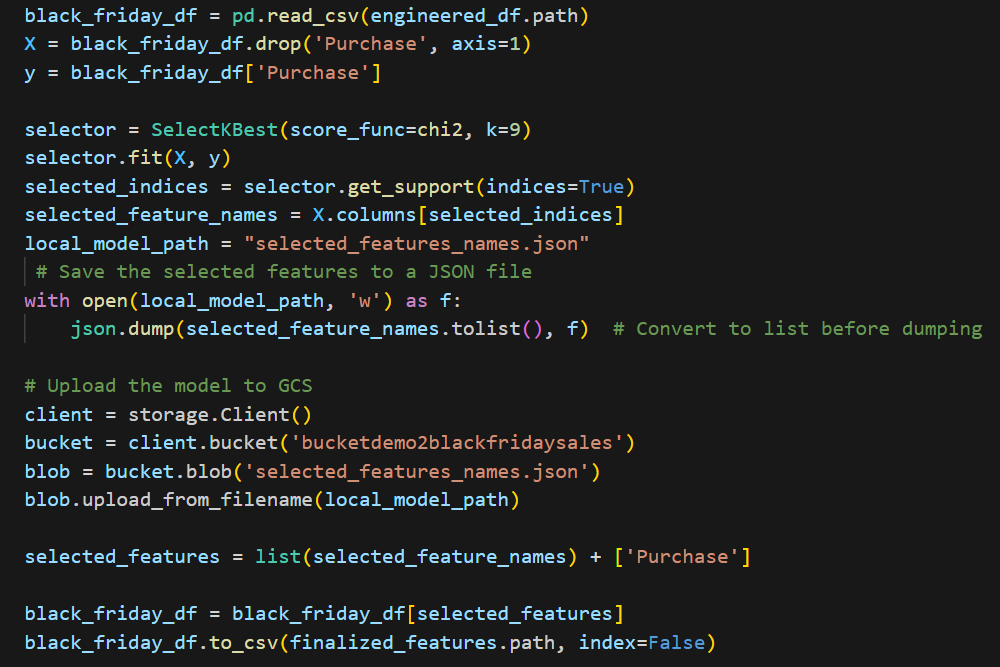 black_friday_df = pd.read_csv(engineered_df.path)
X = black_friday_df.drop('Purchase', axis=1)
y = black_friday_df['Purchase']

selector = SelectKBest(score_func=chi2, k=9)
selector.fit(X, y)
selected_indices = selector.get_support(indices=True)
selected_feature_names = X.columns[selected_indices]
local_model_path = "selected_features_names.json"
 # Save the selected features to a JSON file
with open(local_model_path, 'w') as f:
    json.dump(selected_feature_names.tolist(), f)  # Convert to list before dumping

# Upload the model to GCS
client = storage.Client()
bucket = client.bucket('bucketdemo2blackfridaysales')
blob = bucket.blob('selected_features_names.json')
blob.upload_from_filename(local_model_path)

selected_features = list(selected_feature_names) + ['Purchase']

black_friday_df = black_friday_df[selected_features]
black_friday_df.to_csv(finalized_features.path, index=False)